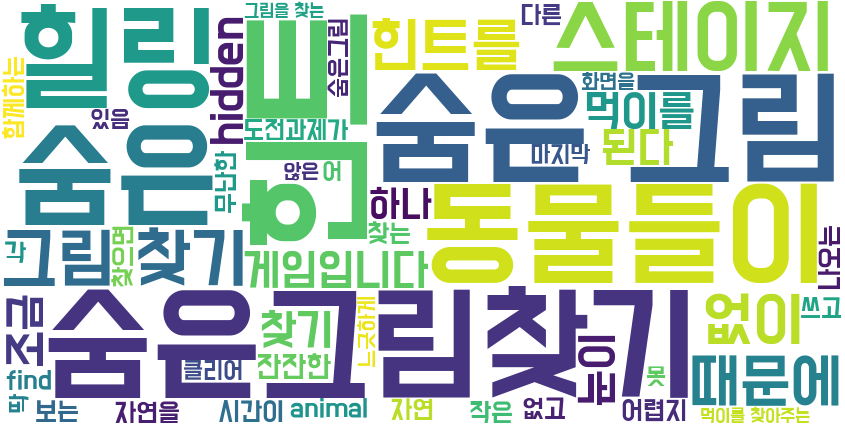 힐링
힌트
그림을 찾는
숨은그림
힌트를
다른
스테이지
함께하는
hidden
있음
도전과제가
숨은
숨은그림
화면을
먹이를
마지막
된다
무난한
않은
어
하나
찾는
동물들이
나오는
각
그림
찾으면
찾기
게임입니다
조금
숨은그림찾기
찾기
느긋하게
없이
쓰고
눈이
잔잔한
클리어
find
딱
보는
자연을
시간이
animal
자연
작은
없고
어렵지
못
때문에
먹이를 찾아주는